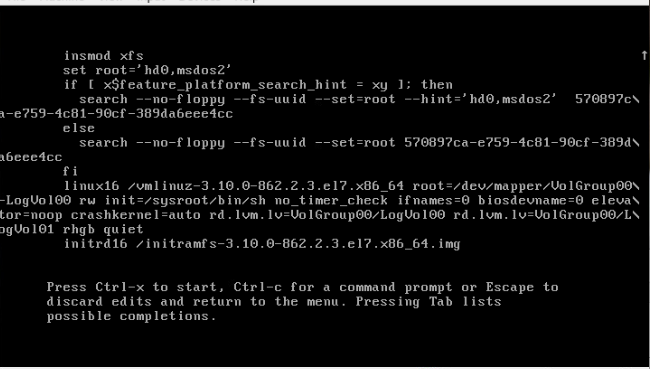 insmod xfs
set root='hd0,msdos2'
if [ x$feature_platform_search_hint = xy ]; then
search --no-floppy --fs-uuid --set=root --hint='hd0,msdos2' 570897c\
a-e759-4c81-90cf-389da6eee4cc
else
search --no-floppy --fs-uuid --set=root 570897ca-e759-4c81-90cf-389d\
a6eee4cc
fi
linux16 /vmlinuz-3.10.0-862.2.3.el7.x86_64 root=/dev/mapper/VolGroup00\
-LogVol00 rw init=/sysroot/bin/sh no_timer_check ifnames=0 biosdevname=0 eleva\
tor=noop crashkernel=auto rd.lvm.lv=VolGroup00/LogVol00 rd.lvm.lv=VolGroup00/L\
ogVol01 rhgb quiet
initrd16 /initramfs-3.10.0-862.2.3.el7.x86_64.img
Press Ctrl-x to start, Ctrl-c for a command prompt or Escape to
discard edits and return to the menu. Pressing Tab lists
possible completions.